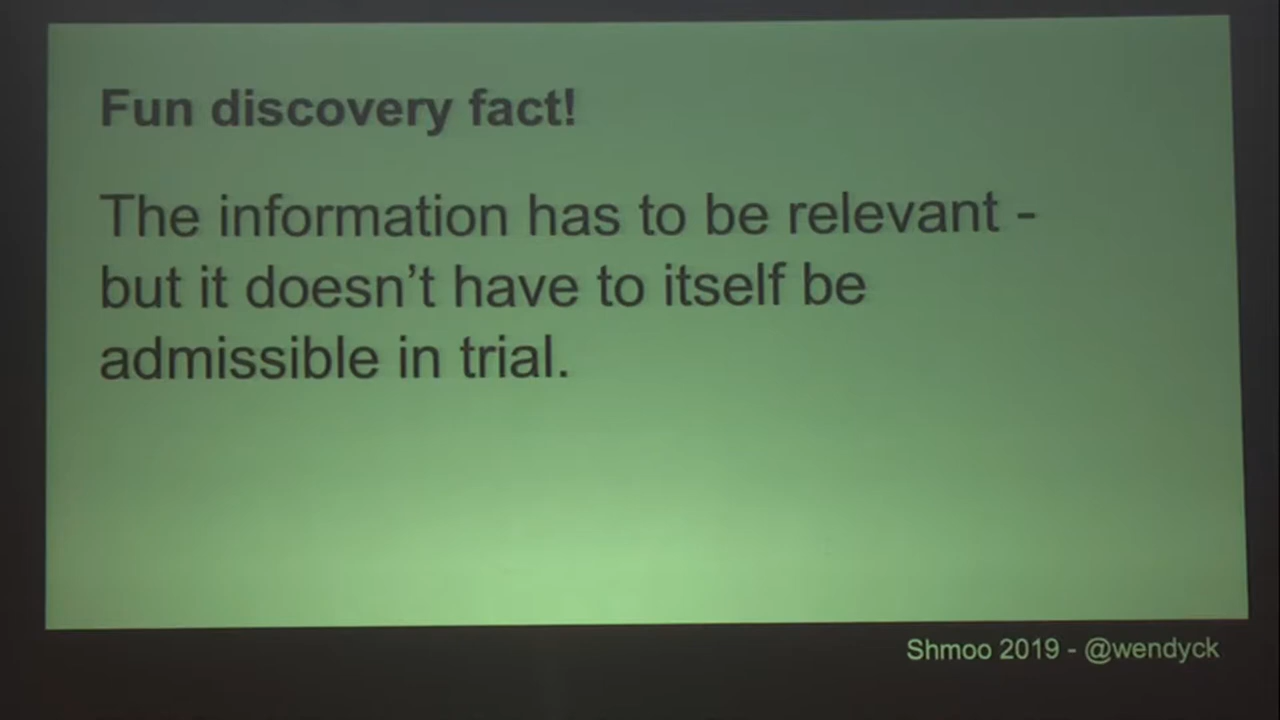 Fun discovery fact!
The information has to be relevant -
but it doesn't have to itself be
admissible in trial.
Shmoo 2019 - @wendyck